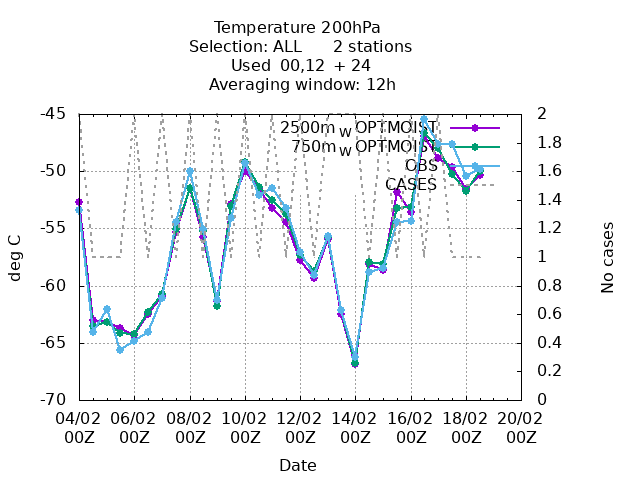 Temperature 200hPa
Selection: ALL 2 stations
Used 00,12 + 24
Averaging window: 12h
-45
-50
-55
-60
-65
-70
deg C
2500m W OPTMOIST
750m W OPTMOIST
OBS
CASES
2
1.8
1.6
1.4
1.2
1
0.8
0.6
0.4
0.2
0
No cases
04/02 06/02 08/02 10/02 12/02 14/02 16/02 18/02 20/02
00Z 00Z 00Z 00Z 00Z 00Z 00Z 00Z 00Z
Date